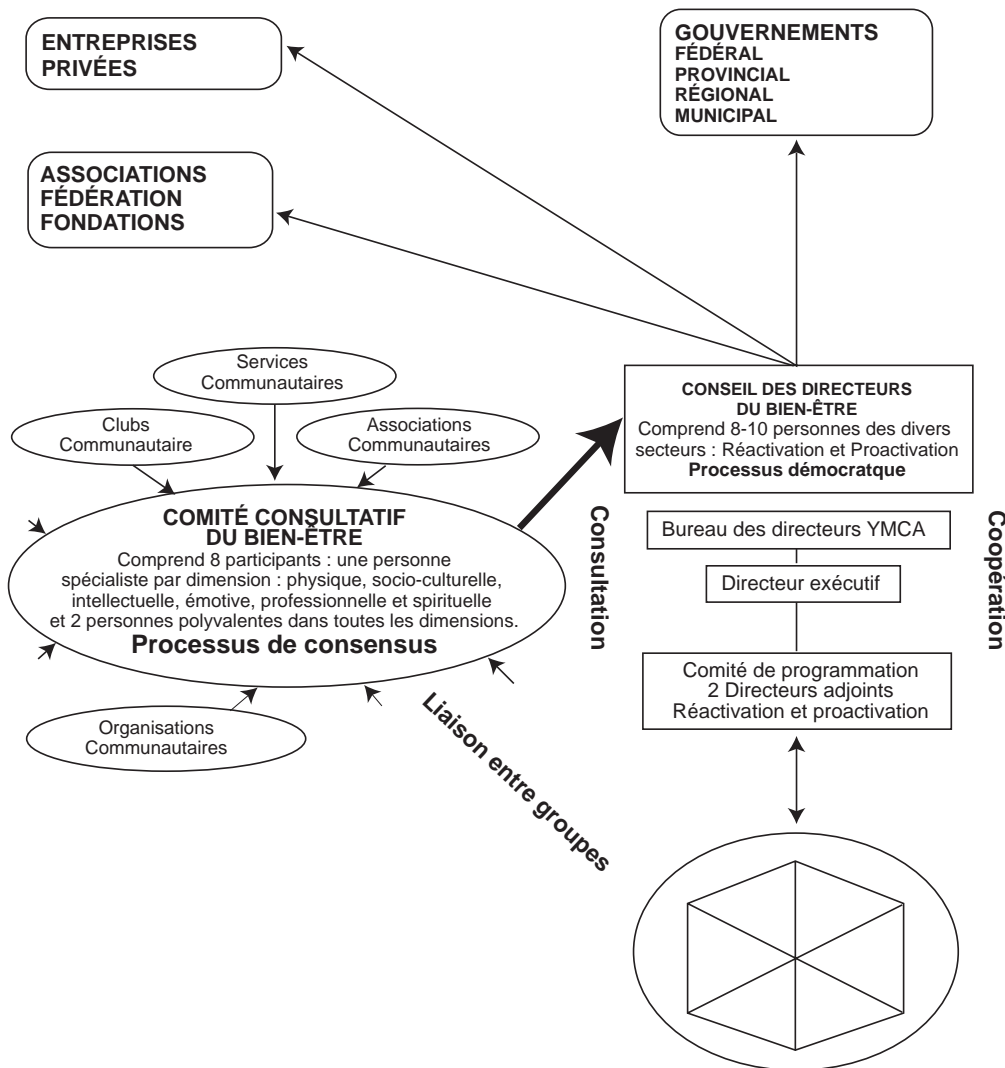 ENTREPRISES
PRIVÉES
GOUVERNEMENTS
FÉDÉRAL
PROVINCIAL
RÉGIONAL
MUNICIPAL
ASSOCIATIONS
FÉDÉRATION
FONDATIONS
Services
Communautaires
Clubs
Communautaire
Associations
Communautaires
CONSEIL DES DIRECTEURS
DU BIEN-ÊTRE
Comprend 8-10 personnes des divers
secteurs : Réactivation et Proactivation
Processus démocratque
COMITÉ CONSULTATIF
DU BIEN-ÊTRE
Comprend 8 participants : une personne
spécialiste par dimension : physique, socio-culturelle,
intellectuelle, émotive, professionnelle et spirituelle
et 2 personnes polyvalentes dans toutes les dimensions.
Processus de consensus
Consultation
Bureau des directeurs YMCA
Directeur exécutif
Coopération
Comité de programmation
2 Directeurs adjoints
Réactivation et proactivation
Organisations
Communautaires
Liaison entre groupes